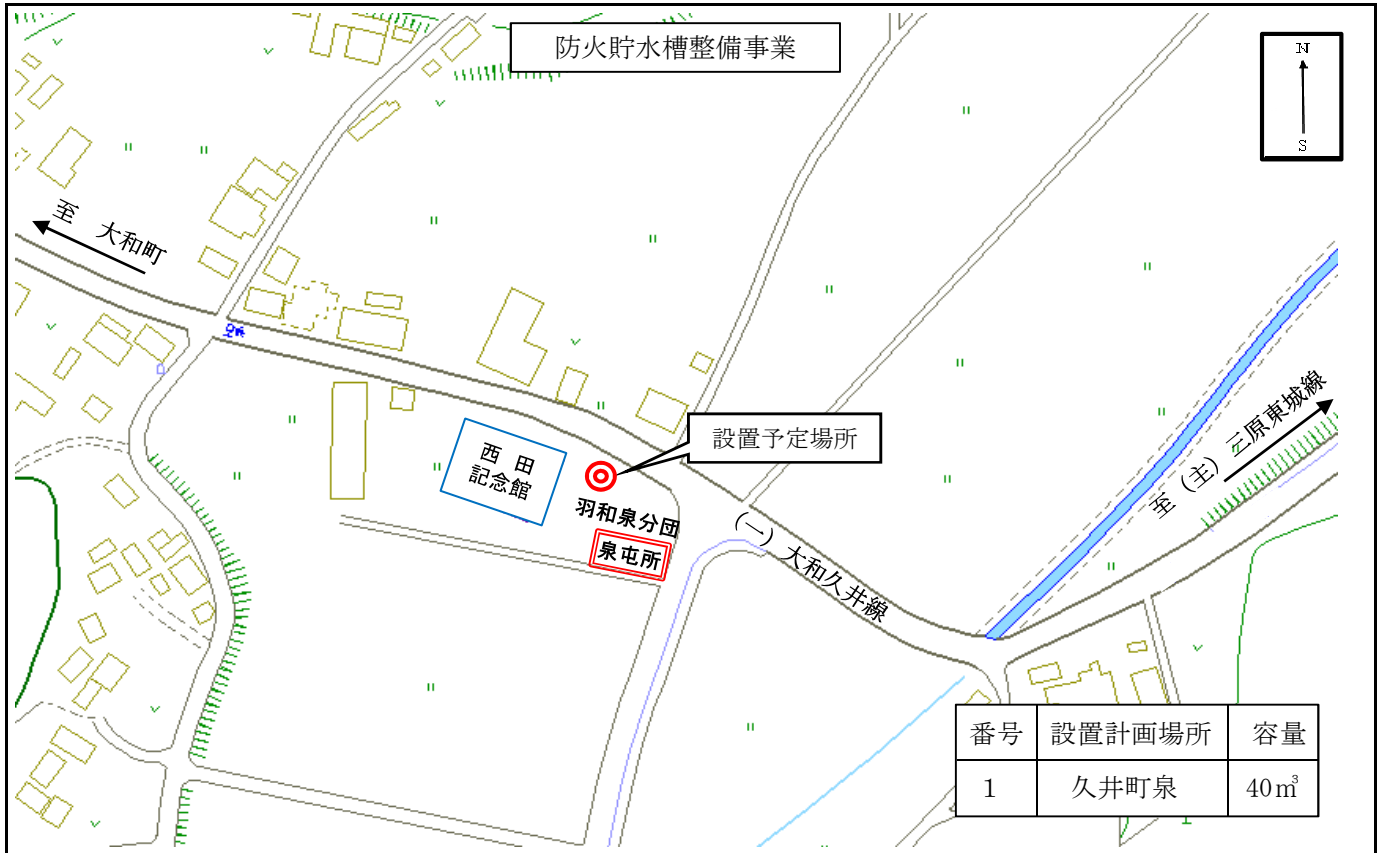 防火貯水槽整備事業
N
S
至 大和町
至(主)三原東城線
設置予定場所
西 田
記念館
羽和泉分団
泉屯所
(一)大和久井線
番号 設置計画場所 容量
1 久井町泉 40㎥